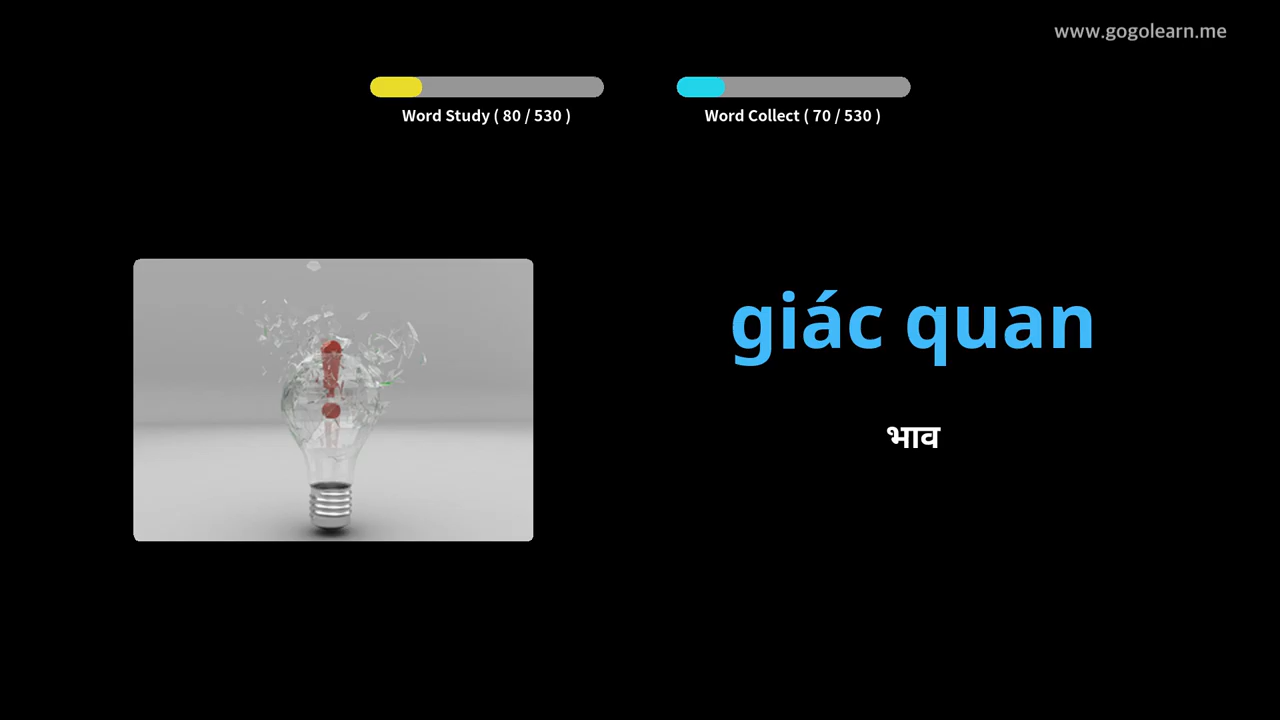 www.gogolearn.me
Word Study ( 80 / 530 )
Word Collect ( 70 / 530 )
giác quan
भाव